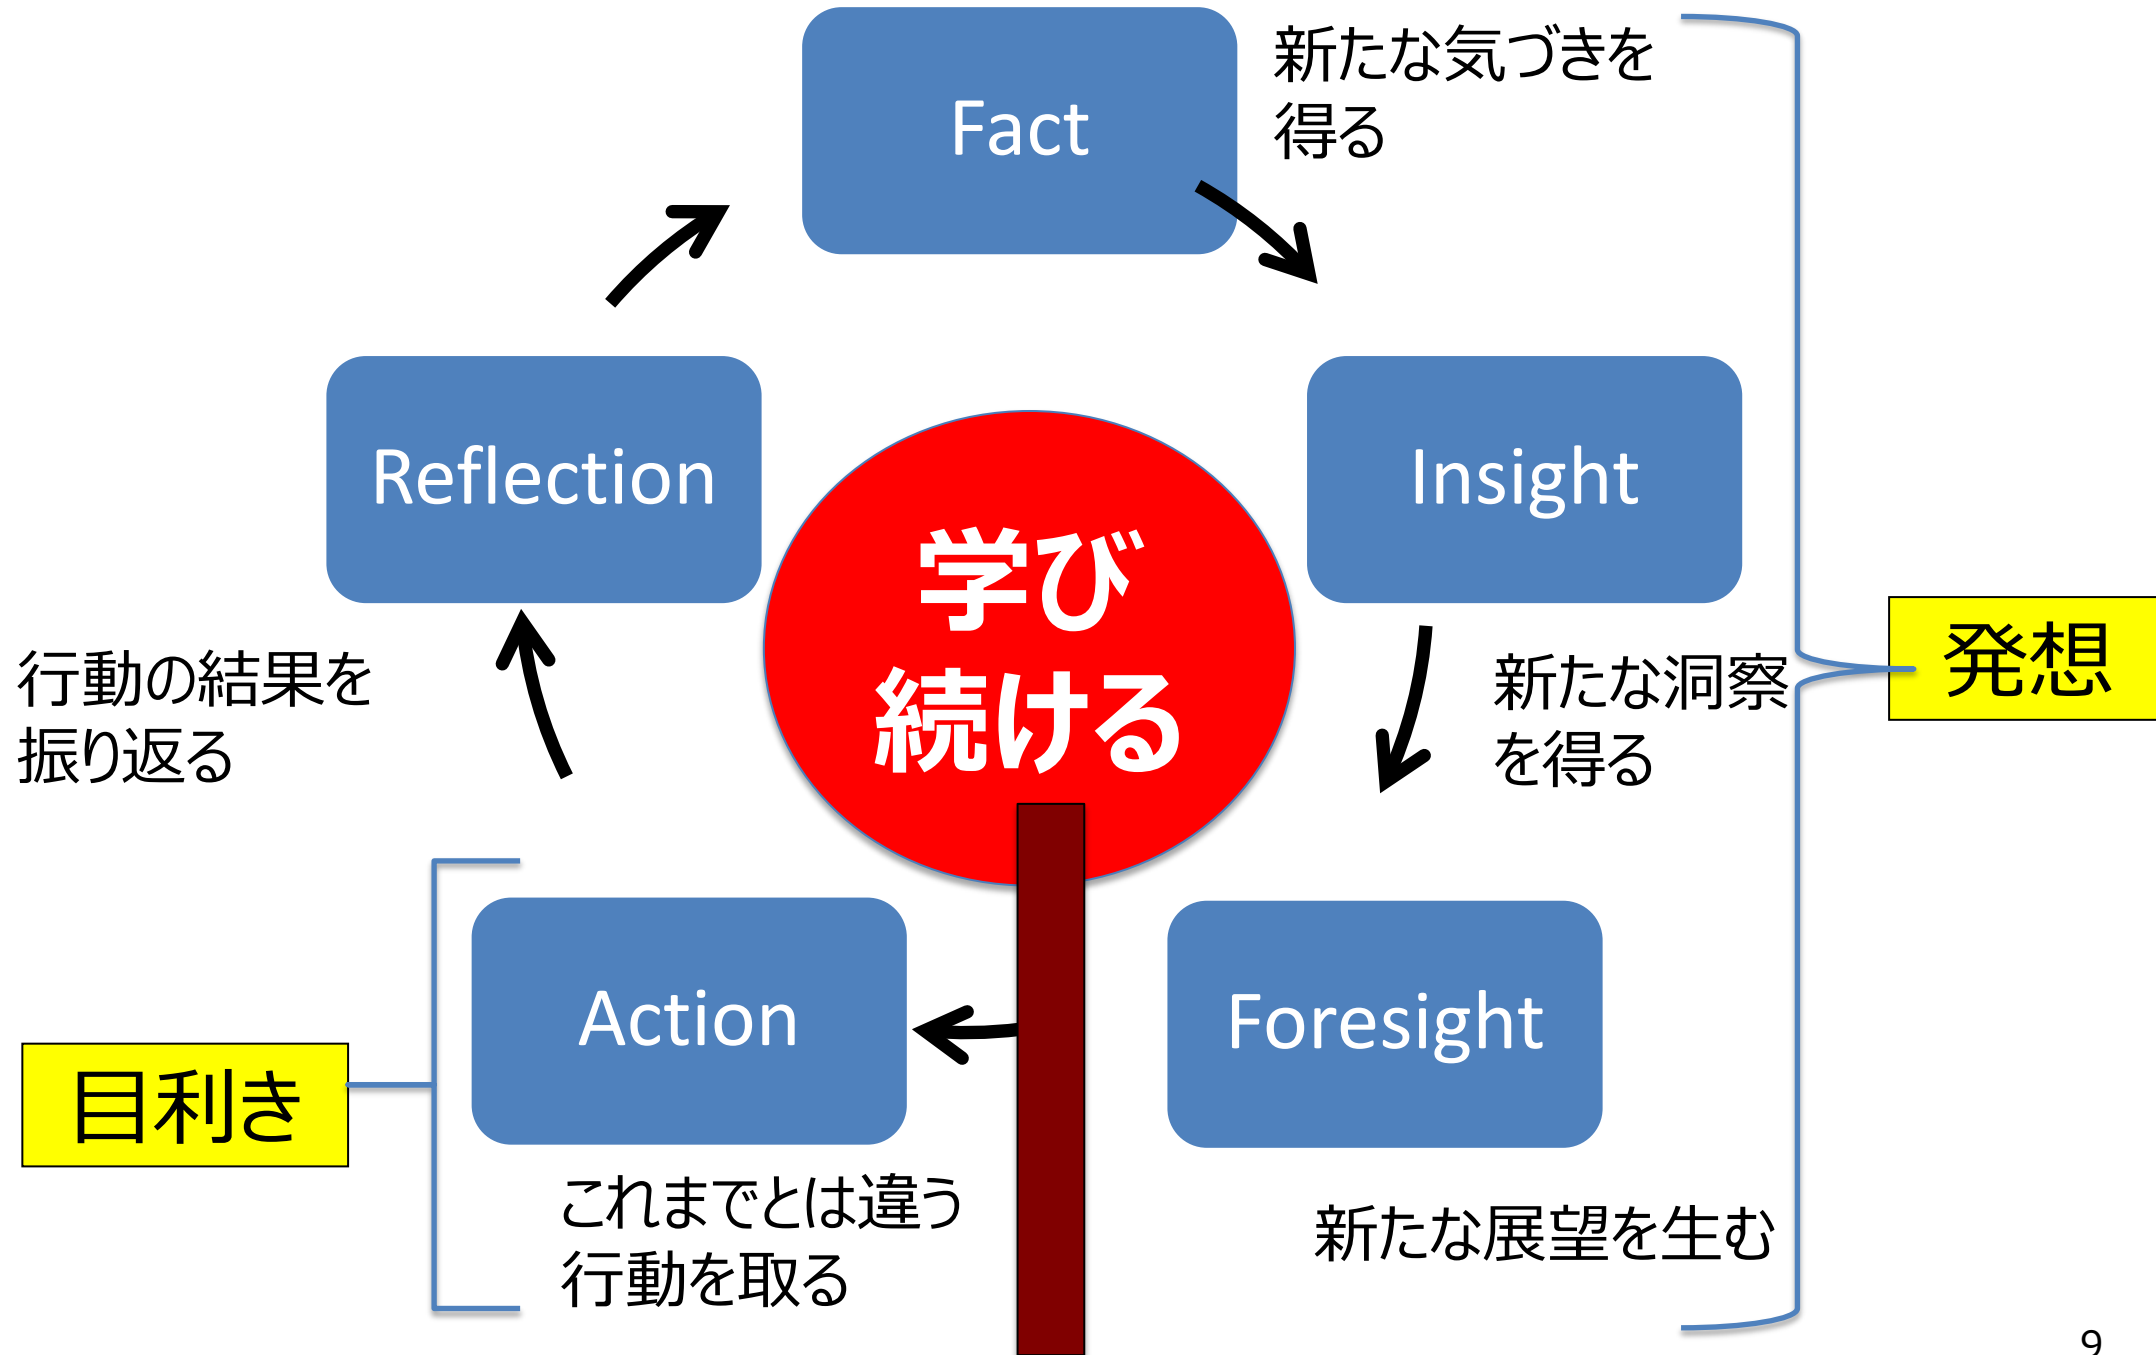 Fact
新たな気づきを
得る
Reflection
Insight
学び
続ける
行動の結果を
振り返る
新たな洞察
を得る
発想
Action
Foresight
目利き
これまでとは違う
行動を取る
新たな展望を生む
9